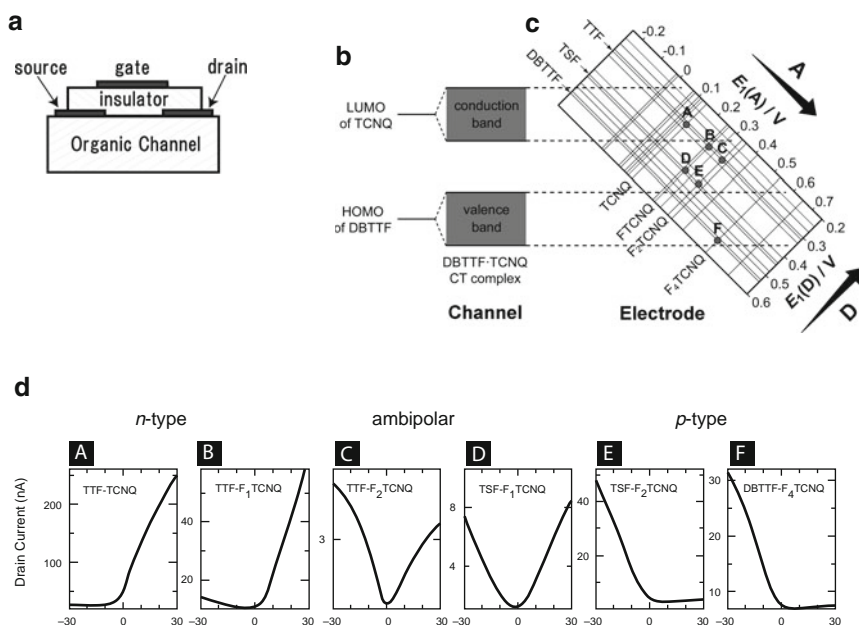 a
source gate drain
insulator
Organic Channel
b
LUMO
of TCNQ
conduction
band
HOMO
of DBTTF
valence
band
DBTTF·TCNQ
CT complex
Channel
c
TTF
TSF
DBTTF
-0.2
-0.1
0
0.1
0.2
0.3
0.4
0.5
0.6
0.7
E₁(A) / V
A
A
B
C
D
E
F
TCNQ
FTCNQ
F₂TCNQ
F₄TCNQ
0.2
0.3
0.4
0.5
0.6
E₁(D) / V
D
Electrode
d
n-type ambipolar p-type
A B C D E F
TTF-TCNQ TTF-F₁TCNQ TTF-F₂TCNQ TSF-F₁TCNQ TSF-F₂TCNQ DBTTF-F₄TCNQ
Drain Current (nA)
200
100
40
20
3
8
4
40
20
30
20
10
−30 0 30 −30 0 30 −30 0 30 −30 0 30 −30 0 30 −30 0 30